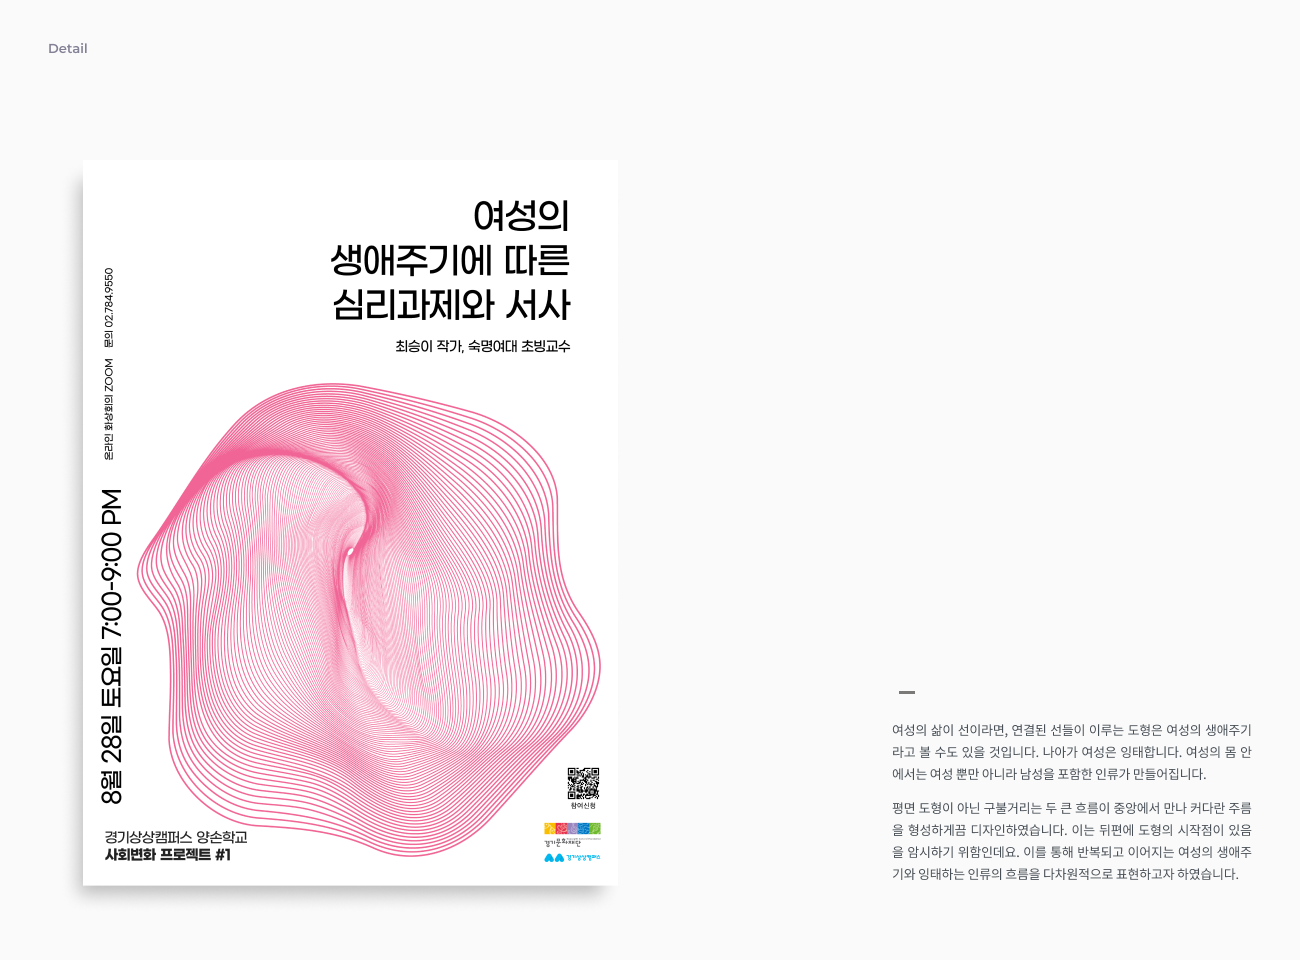 Detail
여성의
생애주기에 따른
심리과제와 서사
최승이 작가, 숙명여대 초빙교수
온라인 화상회의 ZOOM 문의 02.784.9550
8월 28일 토요일 7:00-9:00 PM
참여신청
경기상상캠퍼스 양손학교
사회변화 프로젝트 #1
경기문화재단
경기상상캠퍼스
여성의 삶이 선이라면, 연결된 선들이 이루는 도형은 여성의 생애주기
라고 볼 수도 있을 것입니다. 나아가 여성은 잉태합니다. 여성의 몸 안
에서는 여성 뿐만 아니라 남성을 포함한 인류가 만들어집니다.
평면 도형이 아닌 구불거리는 두 큰 흐름이 중앙에서 만나 커다란 주름
을 형성하게끔 디자인하였습니다. 이는 뒤편에 도형의 시작점이 있음
을 암시하기 위함인데요. 이를 통해 반복되고 이어지는 여성의 생애주
기와 잉태하는 인류의 흐름을 다차원적으로 표현하고자 하였습니다.